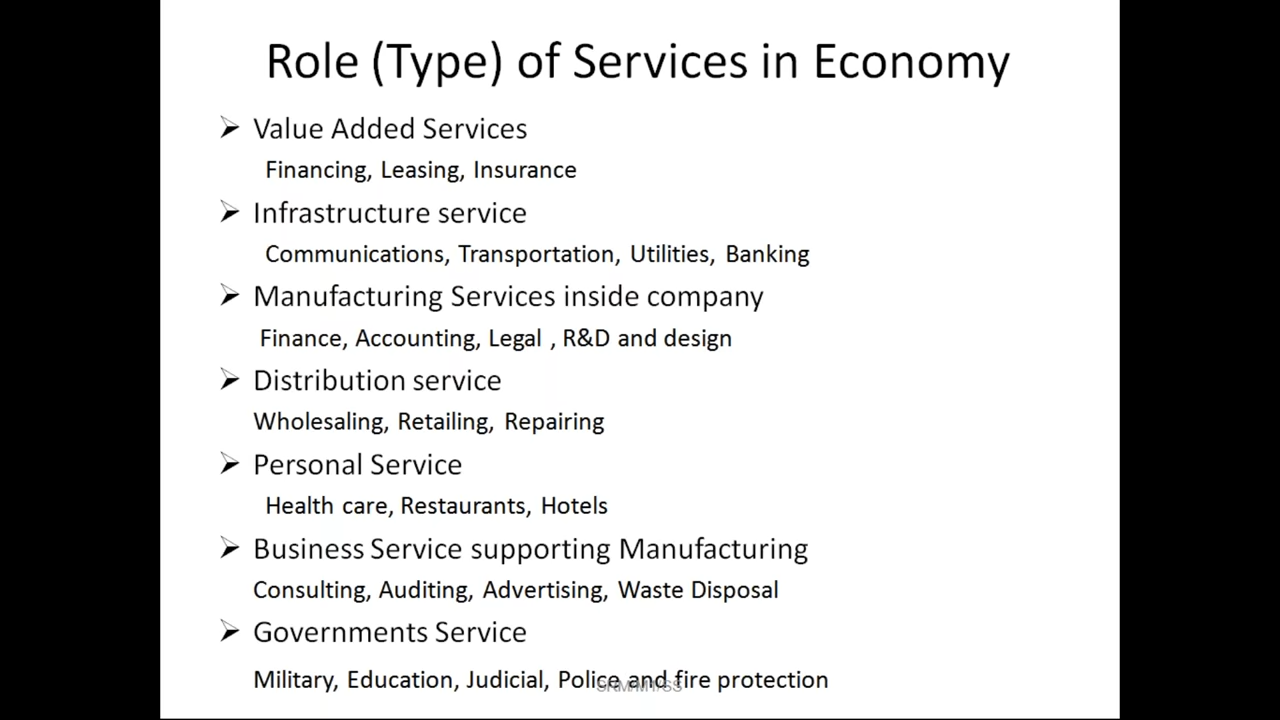 Role (Type) of Services in Economy
Value Added Services
Financing, Leasing, Insurance
Infrastructure service
Communications, Transportation, Utilities, Banking
Manufacturing Services inside company
Finance, Accounting, Legal , R&D and design
Distribution service
Wholesaling, Retailing, Repairing
Personal Service
Health care, Restaurants, Hotels
Business Service supporting Manufacturing
Consulting, Auditing, Advertising, Waste Disposal
Governments Service
Military, Education, Judicial, Police and fire protection